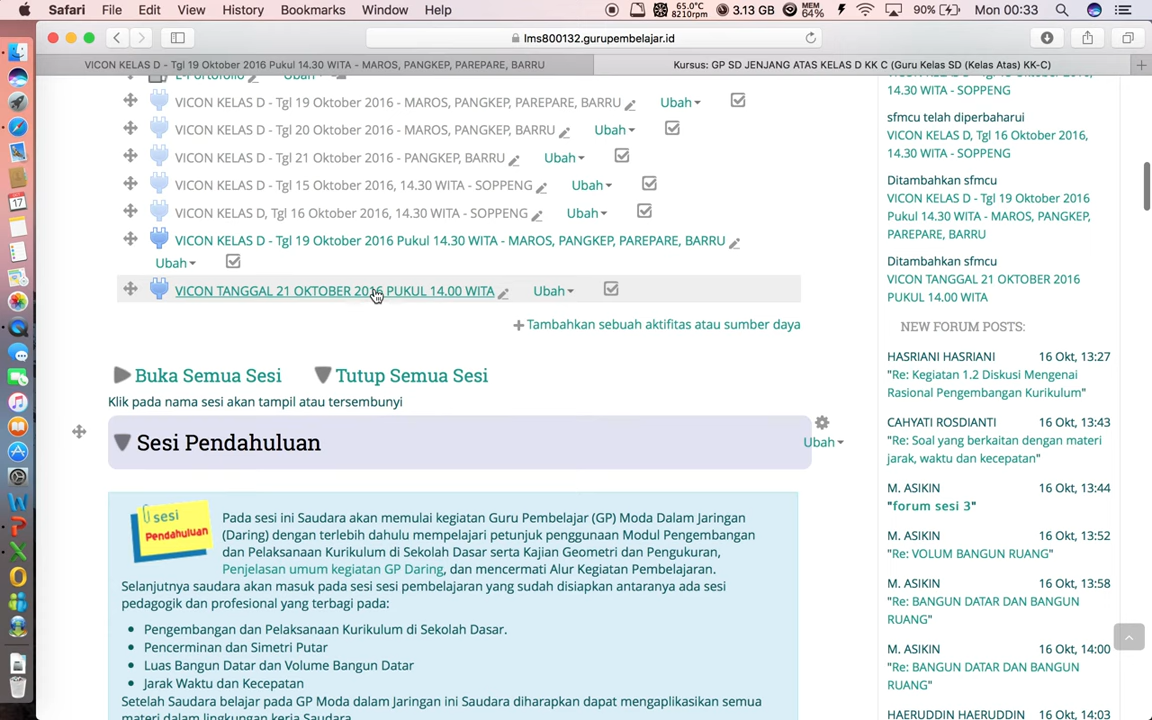 Safari File Edit View History Bookmarks Window Help
65.0°C
8210rpm
3.13 GB
64%
MEM
90%
Mon 00:33
lms800132.gurupembelajar.id
VICON KELAS D - Tgl 19 Oktober 2016 Pukul 14.30 WITA - MAROS, PANGKEP, PAREPARE, BARRU
Kursus: GP SD JENJANG ATAS KELAS D KK C (Guru Kelas SD (Kelas Atas) KK-C)
E-Portofolio Ubah
VICON KELAS D - Tgl 19 Oktober 2016 - MAROS, PANGKEP, PAREPARE, BARRU Ubah
VICON KELAS D - Tgl 20 Oktober 2016 - MAROS, PANGKEP, BARRU Ubah
VICON KELAS D - Tgl 21 Oktober 2016 - PANGKEP, BARRU Ubah
VICON KELAS D - Tgl 15 Oktober 2016, 14.30 WITA - SOPPENG Ubah
VICON KELAS D, Tgl 16 Oktober 2016, 14.30 WITA - SOPPENG Ubah
VICON KELAS D - Tgl 19 Oktober 2016 Pukul 14.30 WITA - MAROS, PANGKEP, PAREPARE, BARRU
Ubah
VICON TANGGAL 21 OKTOBER 2016 PUKUL 14.00 WITA Ubah
Tambahkan sebuah aktifitas atau sumber daya
Buka Semua Sesi Tutup Semua Sesi
Klik pada nama sesi akan tampil atau tersembunyi
Sesi Pendahuluan
Ubah
sesi
Pendahuluan
Pada sesi ini Saudara akan memulai kegiatan Guru Pembelajar (GP) Moda Dalam Jaringan
(Daring) dengan terlebih dahulu mempelajari petunjuk penggunaan Modul Pengembangan
dan Pelaksanaan Kurikulum di Sekolah Dasar serta Kajian Geometri dan Pengukuran,
Penjelasan umum kegiatan GP Daring, dan mencermati Alur Kegiatan Pembelajaran.
Selanjutnya saudara akan masuk pada sesi sesi pembelajaran yang sudah disiapkan antaranya ada sesi
pedagogik dan profesional yang terbagi pada:
Pengembangan dan Pelaksanaan Kurikulum di Sekolah Dasar.
Pencerminan dan Simetri Putar
Luas Bangun Datar dan Volume Bangun Datar
Jarak Waktu dan Kecepatan
Setelah Saudara belajar pada GP Moda dalam Jaringan ini Saudara diharapkan dapat mengaplikasikan semua
materi dalam lingkungan kerja Saudara
VICON KELAS D, Tgl 16 Oktober 2016,
14.30 WITA - SOPPENG
sfmcu telah diperbaharui
VICON KELAS D, Tgl 16 Oktober 2016,
14.30 WITA - SOPPENG
Ditambahkan sfmcu
VICON KELAS D - Tgl 19 Oktober 2016
Pukul 14.30 WITA - MAROS, PANGKEP,
PAREPARE, BARRU
Ditambahkan sfmcu
VICON TANGGAL 21 OKTOBER 2016
PUKUL 14.00 WITA
NEW FORUM POSTS:
HASRIANI HASRIANI 16 Okt, 13:27
"Re: Kegiatan 1.2 Diskusi Mengenai
Rasional Pengembangan Kurikulum"
CAHYATI ROSDIANTI 16 Okt, 13:43
"Re: Soal yang berkaitan dengan materi
jarak, waktu dan kecepatan"
M. ASIKIN 16 Okt, 13:44
"forum sesi 3"
M. ASIKIN 16 Okt, 13:52
"Re: VOLUM BANGUN RUANG"
M. ASIKIN 16 Okt, 13:58
"Re: BANGUN DATAR DAN BANGUN
RUANG"
M. ASIKIN 16 Okt, 14:00
"Re: BANGUN DATAR DAN BANGUN
RUANG"
HAERUDDIN HAERUDDIN 16 Okt, 14:03
17